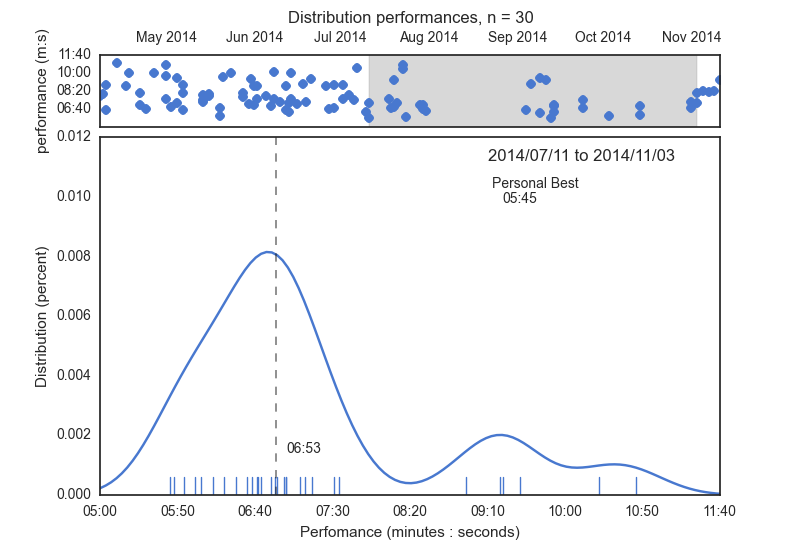 Distribution performances, n = 30
May 2014 Jun 2014 Jul 2014 Aug 2014 Sep 2014 Oct 2014 Nov 2014
performance (m:s)
11:40
10:00
08:20
06:40
Distribution (percent)
0.012
0.010
0.008
0.006
0.004
0.002
0.000
2014/07/11 to 2014/11/03
Personal Best
05:45
06:53
05:00 05:50 06:40 07:30 08:20 09:10 10:00 10:50 11:40
Perfomance (minutes : seconds)